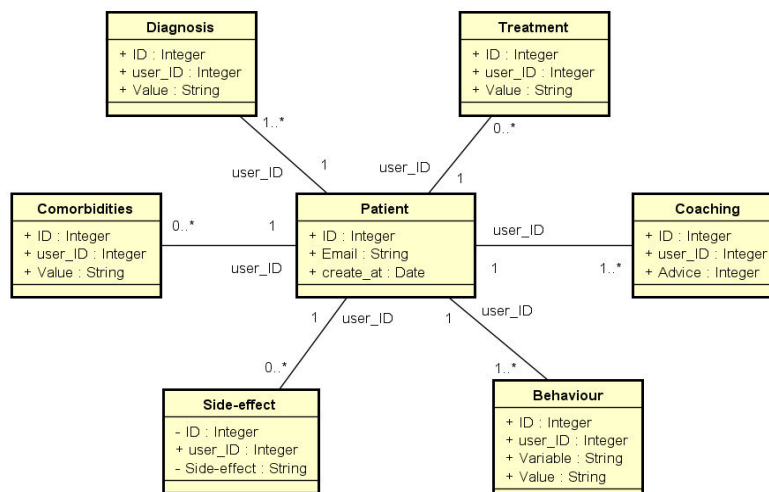 Diagnosis
+ ID : Integer
+ user_ID : Integer
+ Value : String
Treatment
+ ID : Integer
+ user_ID : Integer
+ Value : String
1..*
0..*
user_ID
1
user_ID
1
Comorbidities
+ ID : Integer
+ user_ID : Integer
+ Value : String
0..*
1
user_ID
Patient
+ ID : Integer
+ Email : String
+ create_at : Date
user_ID
1
1..*
Coaching
+ ID : Integer
+ user_ID : Integer
+ Advice : Integer
1
user_ID
1
user_ID
0..*
1..*
Side-effect
- ID : Integer
+ user_ID : Integer
- Side-effect : String
Behaviour
+ ID : Integer
+ user_ID : Integer
+ Variable : String
+ Value : String